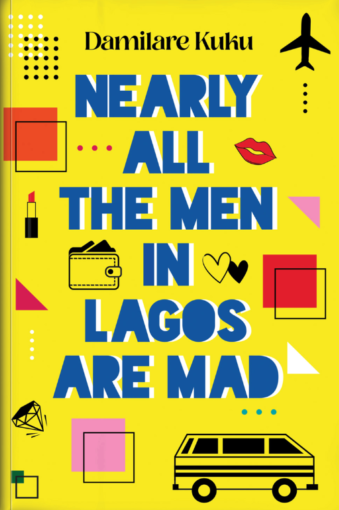 Damilare Kuku
NEARLY
ALL
THE MEN
IN
LAGOS
ARE MAD